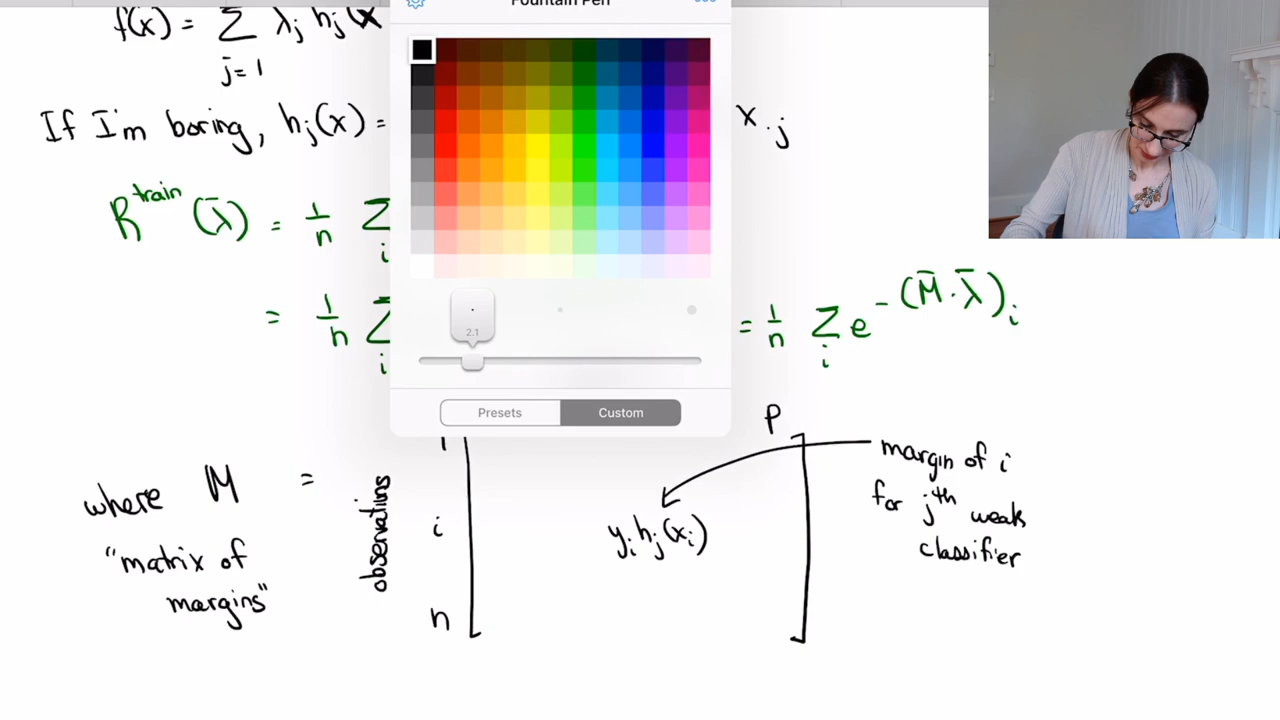 Fountain Pen
f(x) = Σ λj hj(x
j=1
If I'm boring, hj(x) = x.j
R^train (λ̄) = 1/n Σ
i
= 1/n Σ
i
= 1/n Σ e^-(M̄·λ̄)i
i
2.1
Presets Custom
p
where M =
"matrix of
margins"
observations
i
n
yi hj(xi)
margin of i
for jth weak
classifier